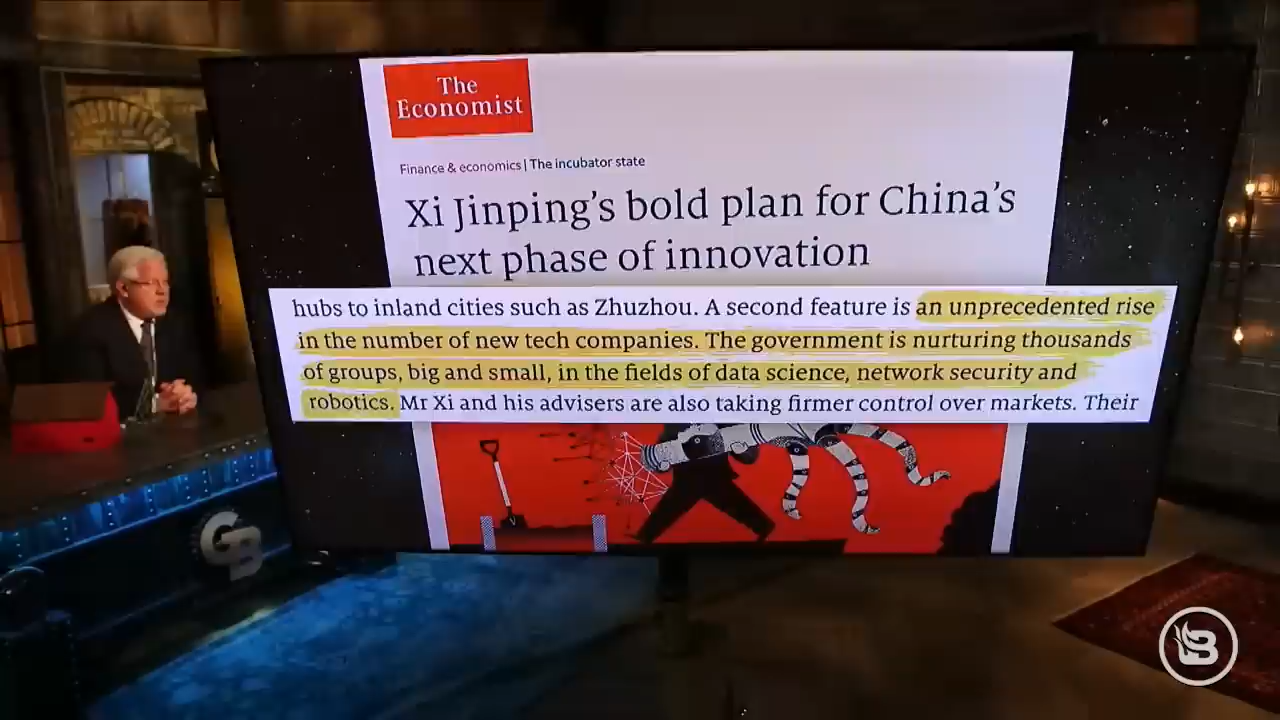 The
Economist
Finance & economics | The incubator state
Xi Jinping's bold plan for China's
next phase of innovation
hubs to inland cities such as Zhuzhou. A second feature is an unprecedented rise
in the number of new tech companies. The government is nurturing thousands
of groups, big and small, in the fields of data science, network security and
robotics. Mr Xi and his advisers are also taking firmer control over markets. Their
GB
B